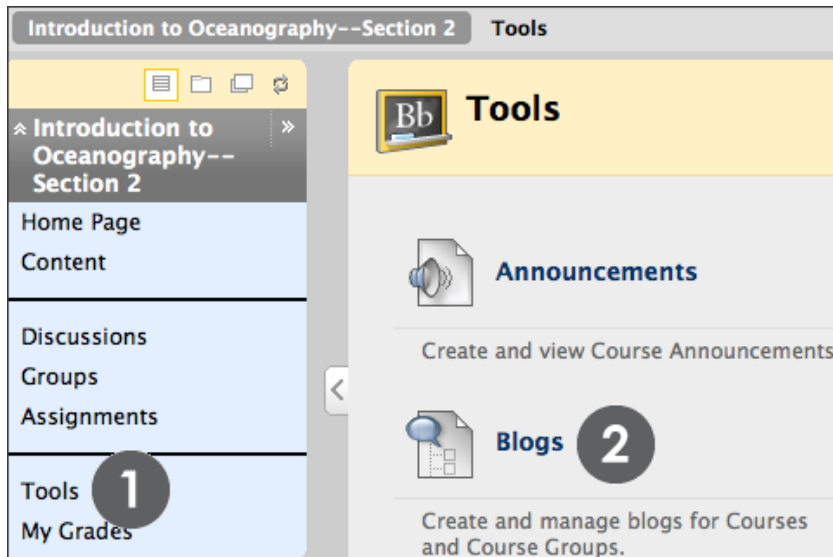 Introduction to Oceanography--Section 2 Tools
Introduction to
Oceanography--
Section 2
Home Page
Content
Discussions
Groups
Assignments
Tools 1
My Grades
Bb Tools
Announcements
Create and view Course Announcements
Blogs 2
Create and manage blogs for Courses
and Course Groups.